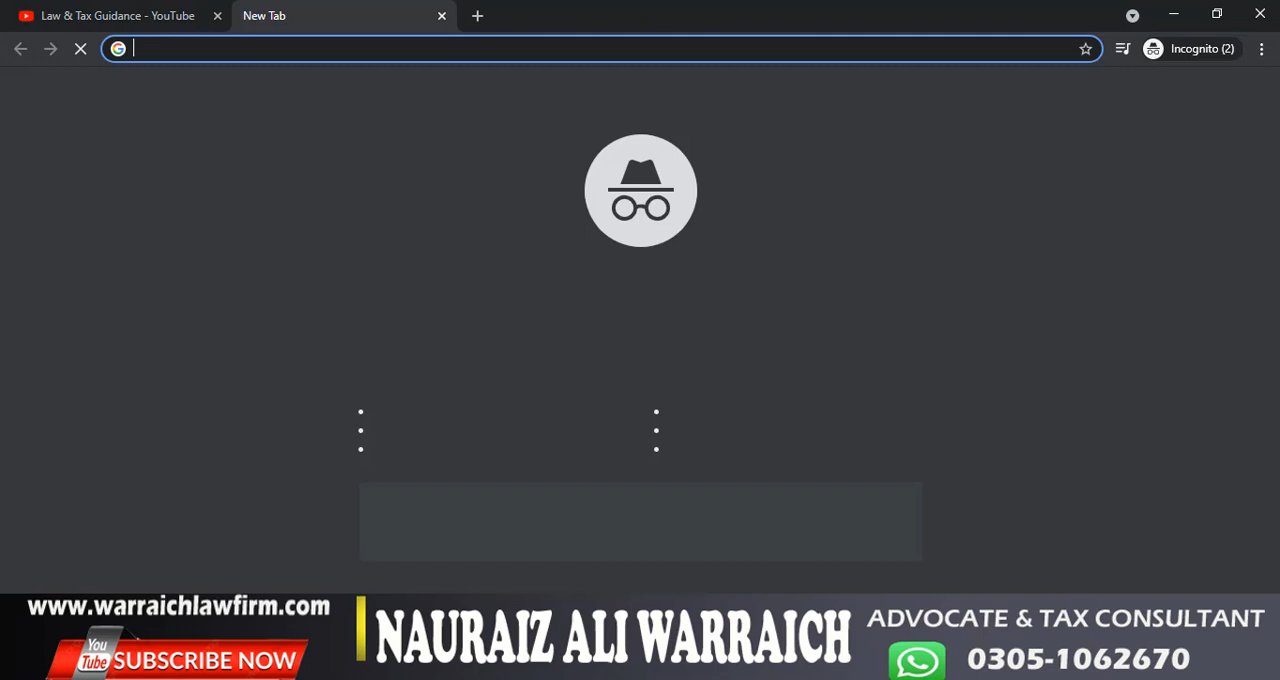 Law & Tax Guidance - YouTube
New Tab
Incognito (2)
www.warraichlawfirm.com
You Tube SUBSCRIBE NOW
NAURAIZ ALI WARRAICH
ADVOCATE & TAX CONSULTANT
0305-1062670